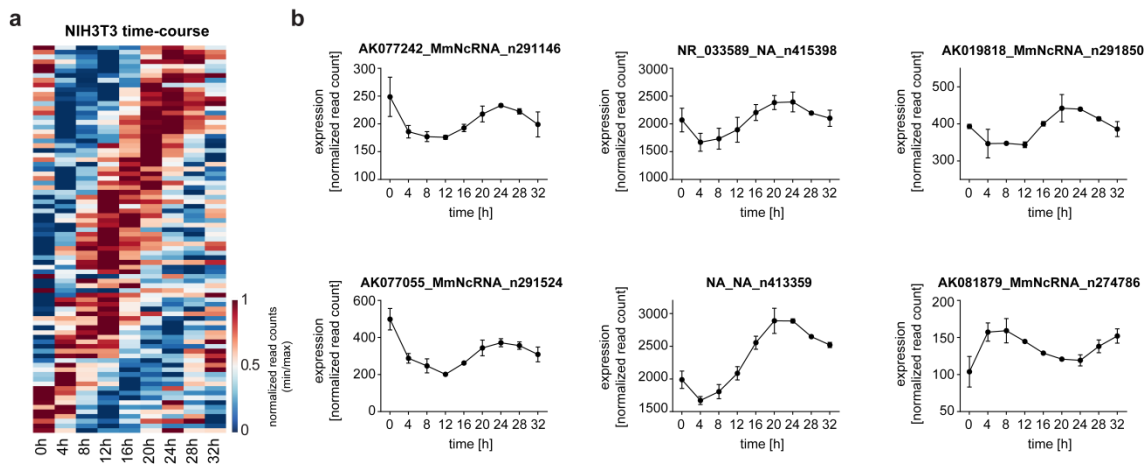 a
NIH3T3 time-course
0h 4h 8h 12h 16h 20h 24h 28h 32h
1
0.5
0
normalized read counts
(min/max)
b
AK077242_MmNcRNA_n291146
expression
[normalized read count]
300
250
200
150
100
0 4 8 12 16 20 24 28 32
time [h]
NR_033589_NA_n415398
expression
[normalized read count]
3000
2500
2000
1500
1000
0 4 8 12 16 20 24 28 32
time [h]
AK019818_MmNcRNA_n291850
expression
[normalized read count]
500
400
300
0 4 8 12 16 20 24 28 32
time [h]
AK077055_MmNcRNA_n291524
expression
[normalized read count]
600
400
200
0
0 4 8 12 16 20 24 28 32
time [h]
NA_NA_n413359
expression
[normalized read count]
3000
2500
2000
1500
0 4 8 12 16 20 24 28 32
time [h]
AK081879_MmNcRNA_n274786
expression
[normalized read count]
200
150
100
50
0 4 8 12 16 20 24 28 32
time [h]